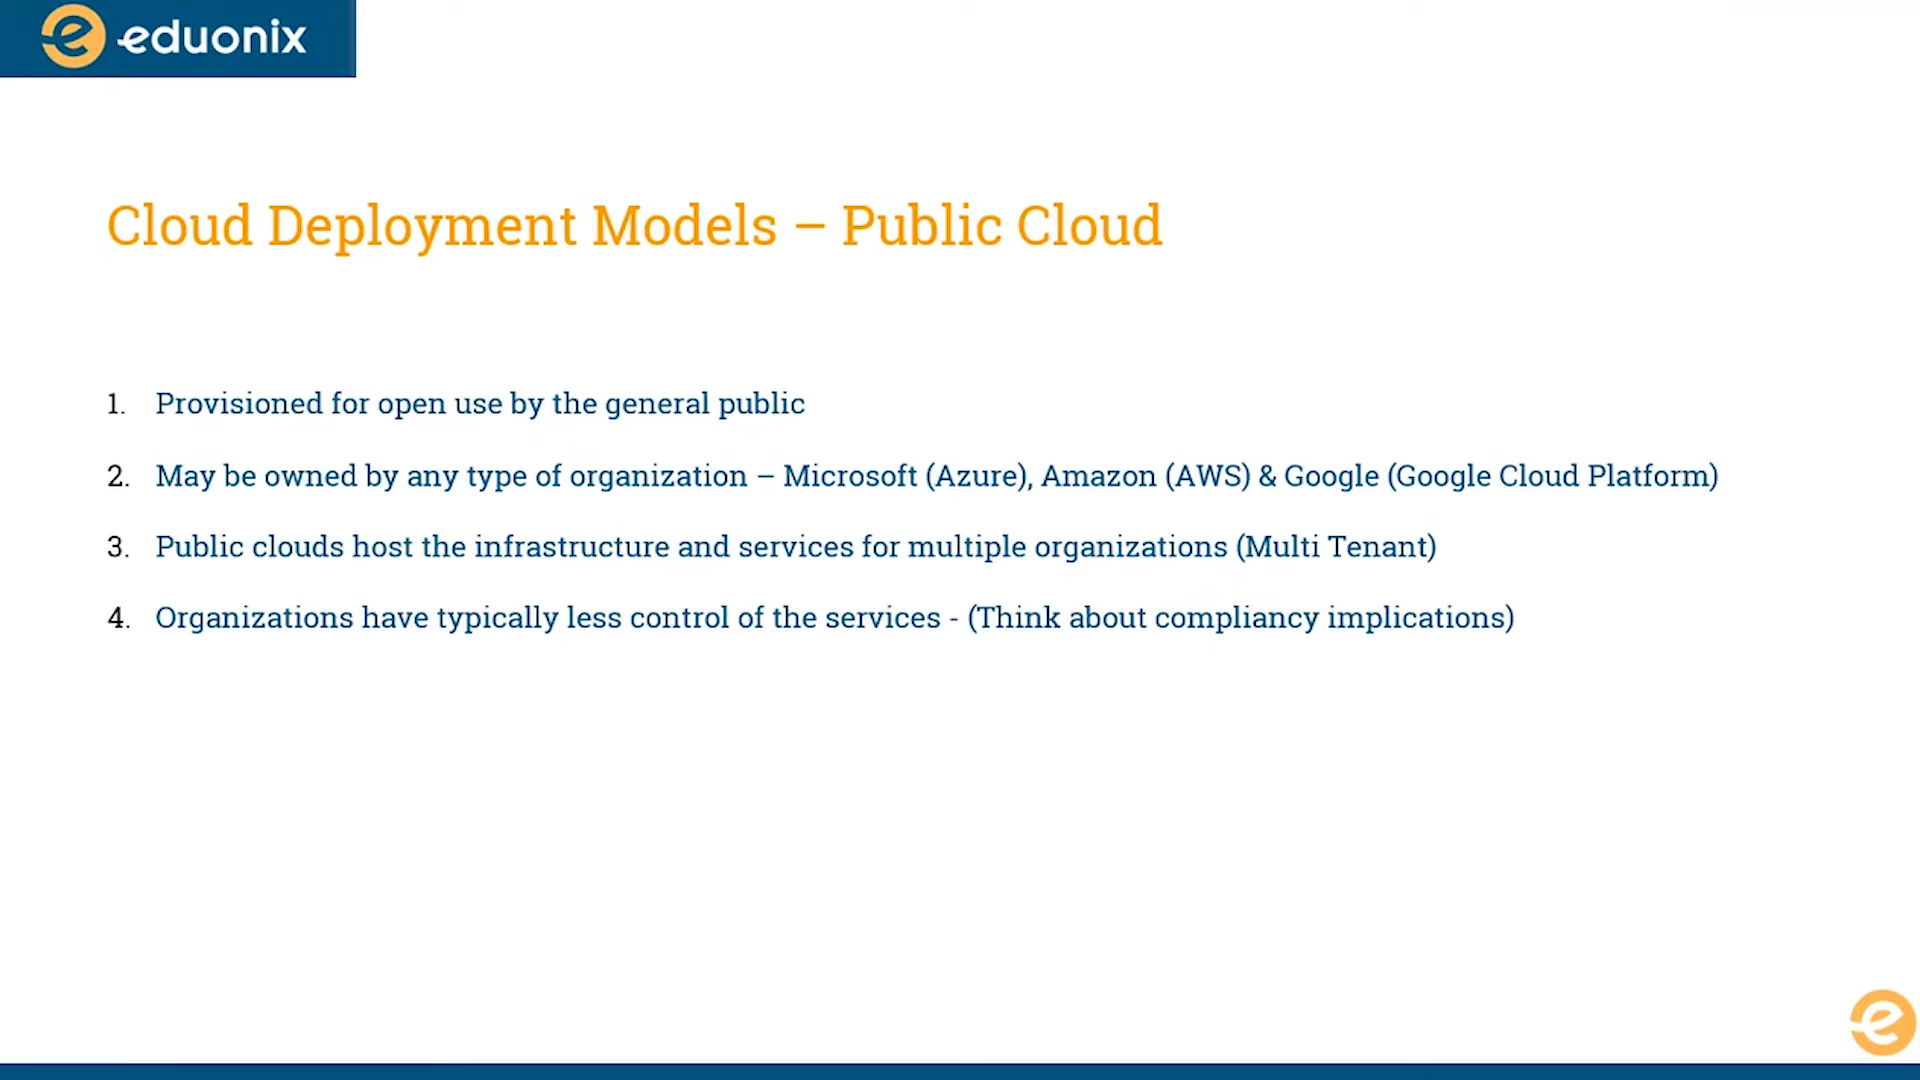 eduonix
Cloud Deployment Models – Public Cloud
1. Provisioned for open use by the general public
2. May be owned by any type of organization – Microsoft (Azure), Amazon (AWS) & Google (Google Cloud Platform)
3. Public clouds host the infrastructure and services for multiple organizations (Multi Tenant)
4. Organizations have typically less control of the services - (Think about compliancy implications)